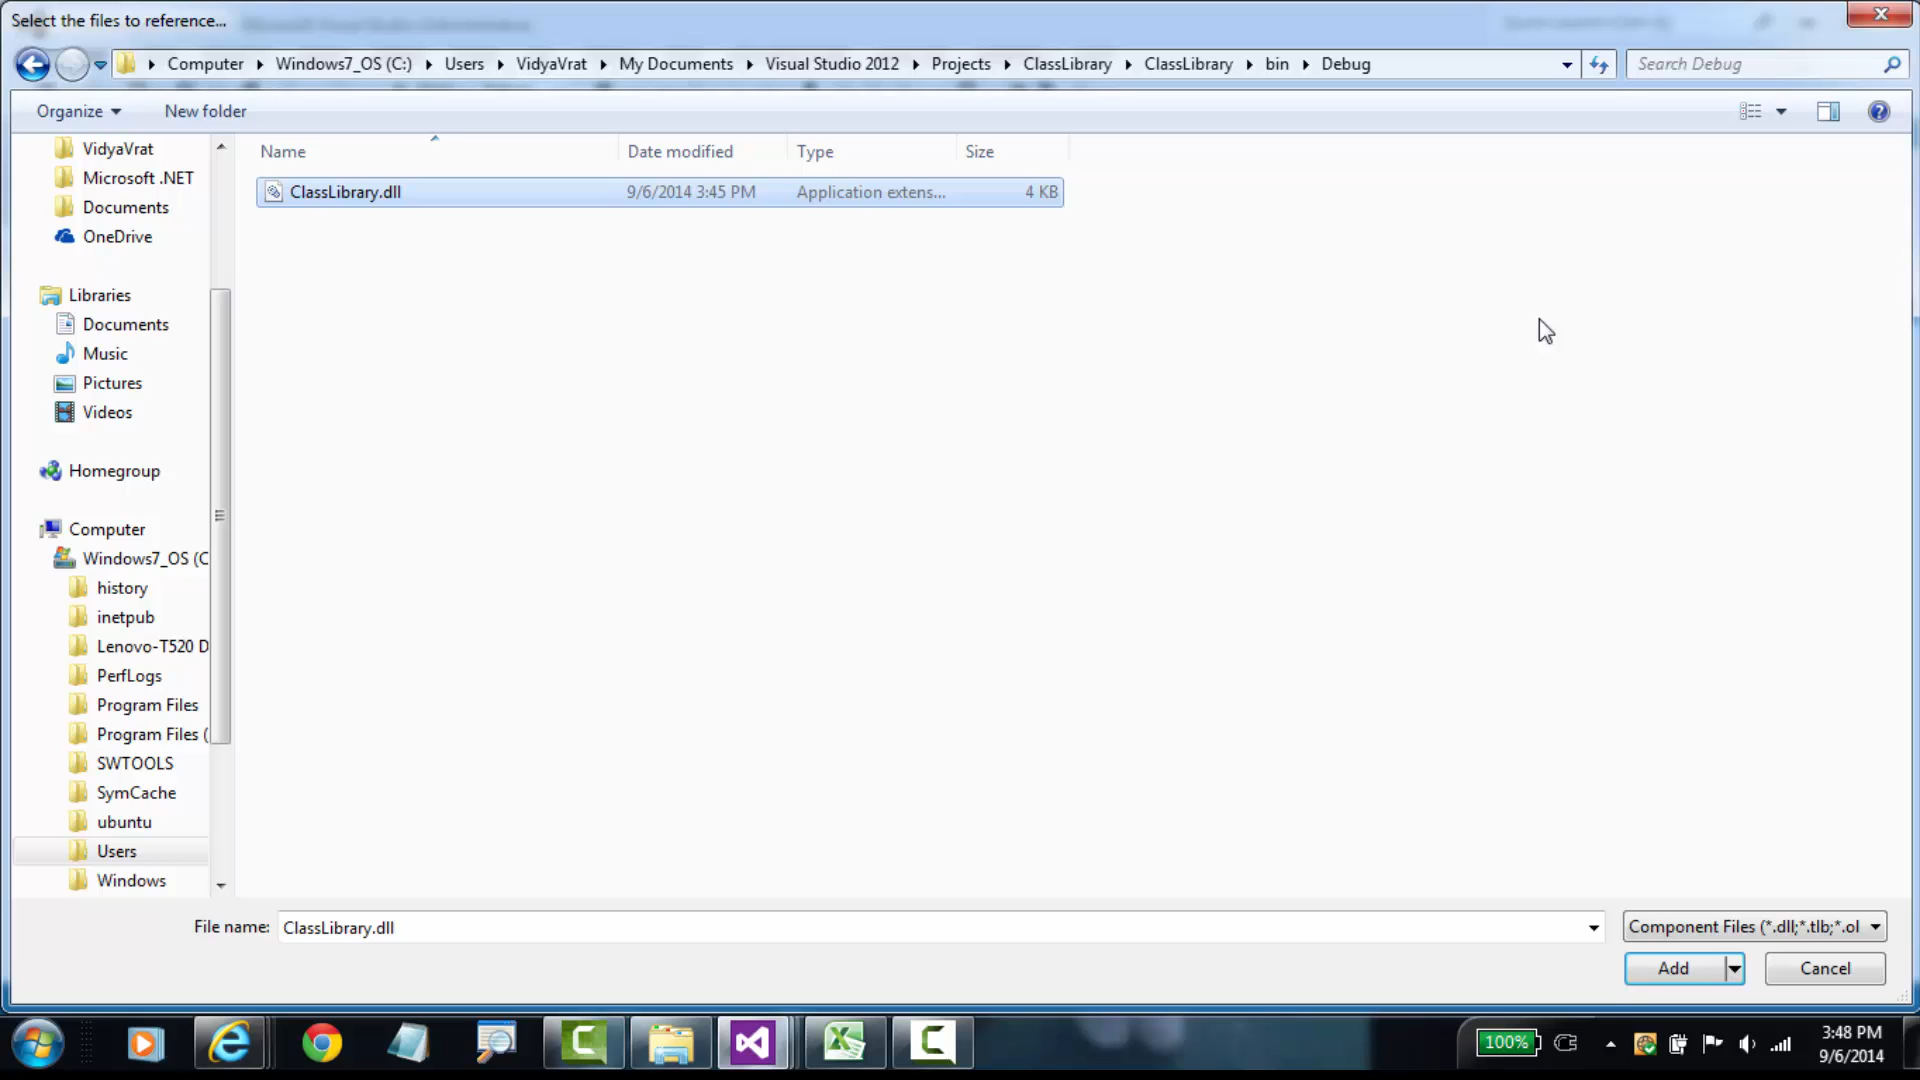 Select the files to reference...
Computer Windows7_OS (C:) Users VidyaVrat My Documents Visual Studio 2012 Projects ClassLibrary ClassLibrary bin Debug
Search Debug
Organize New folder
Name Date modified Type Size
ClassLibrary.dll 9/6/2014 3:45 PM Application extens... 4 KB
VidyaVrat
Microsoft .NET
Documents
OneDrive
Libraries
Documents
Music
Pictures
Videos
Homegroup
Computer
Windows7_OS (C
history
inetpub
Lenovo-T520 D
PerfLogs
Program Files
Program Files (
SWTOOLS
SymCache
ubuntu
Users
Windows
File name: ClassLibrary.dll
Component Files (*.dll;*.tlb;*.ol
Add Cancel
100%
3:48 PM
9/6/2014